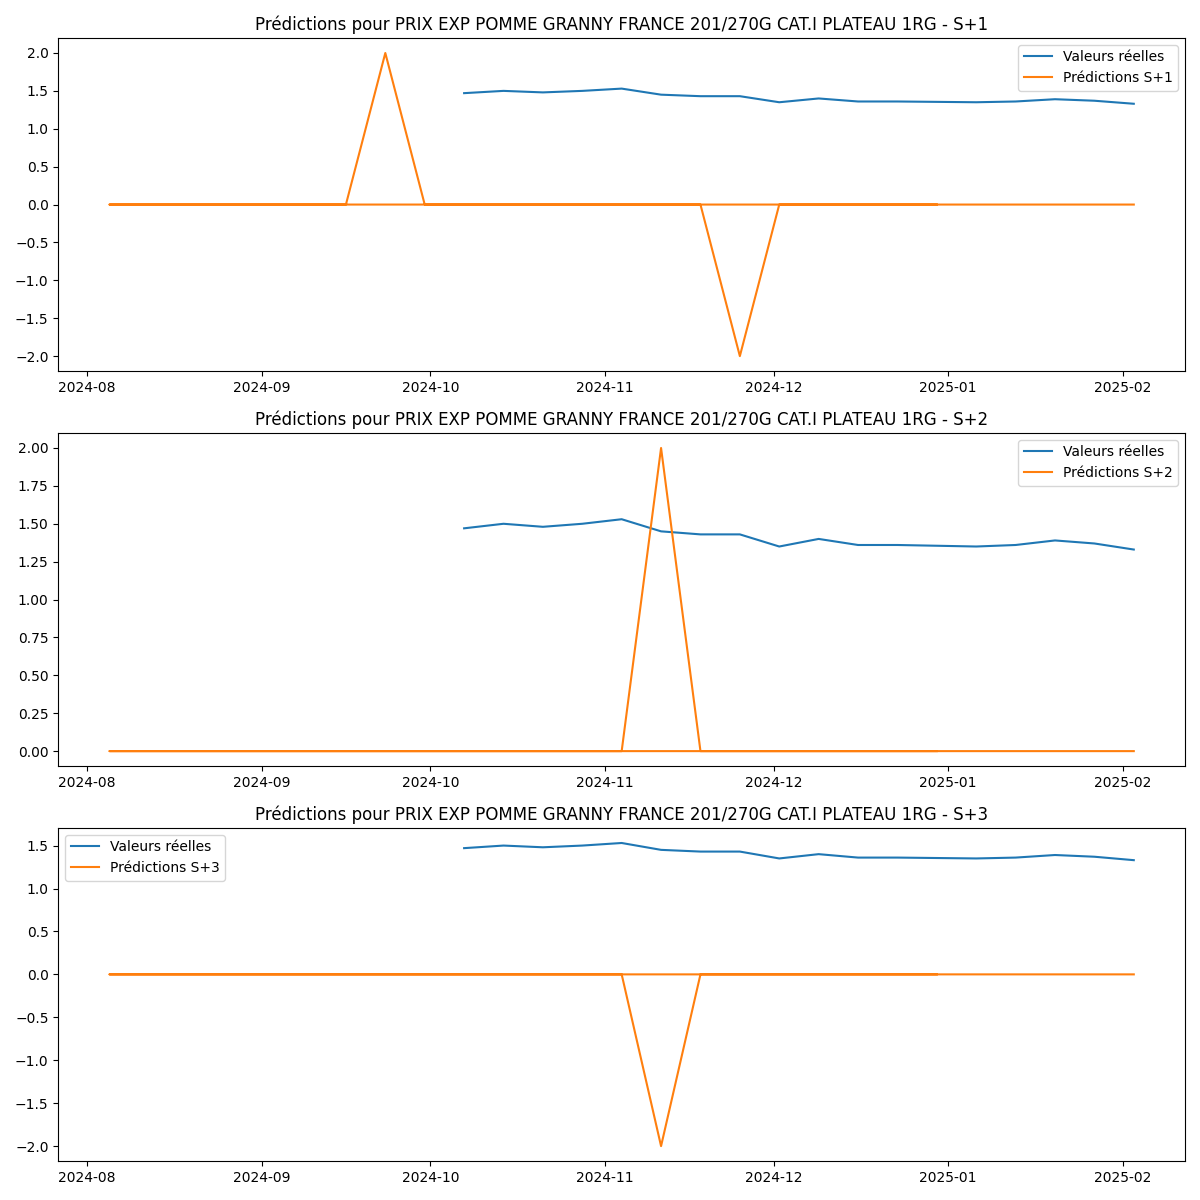 Prédictions pour PRIX EXP POMME GRANNY FRANCE 201/270G CAT.I PLATEAU 1RG - S+1
2.0
1.5
1.0
0.5
0.0
−0.5
−1.0
−1.5
−2.0
Valeurs réelles
Prédictions S+1
2024-08 2024-09 2024-10 2024-11 2024-12 2025-01 2025-02
Prédictions pour PRIX EXP POMME GRANNY FRANCE 201/270G CAT.I PLATEAU 1RG - S+2
2.00
1.75
1.50
1.25
1.00
0.75
0.50
0.25
0.00
Valeurs réelles
Prédictions S+2
2024-08 2024-09 2024-10 2024-11 2024-12 2025-01 2025-02
Prédictions pour PRIX EXP POMME GRANNY FRANCE 201/270G CAT.I PLATEAU 1RG - S+3
1.5
1.0
0.5
0.0
−0.5
−1.0
−1.5
−2.0
Valeurs réelles
Prédictions S+3
2024-08 2024-09 2024-10 2024-11 2024-12 2025-01 2025-02